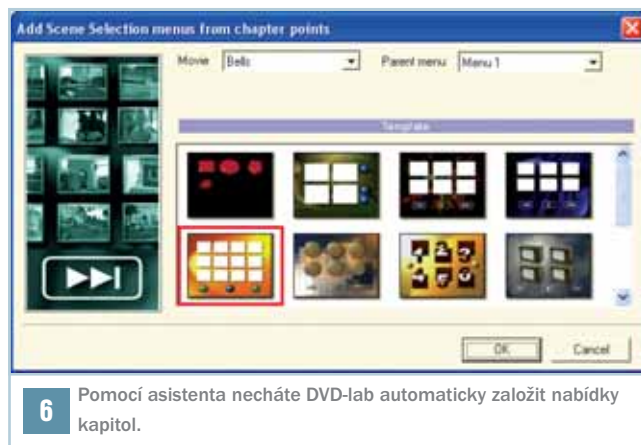 Add Scene Selection menus from chapter points
Movie Bells Parent menu Menu 1
Template
OK Cancel
6 Pomocí asistenta necháte DVD-lab automaticky založit nabídky
kapitol.